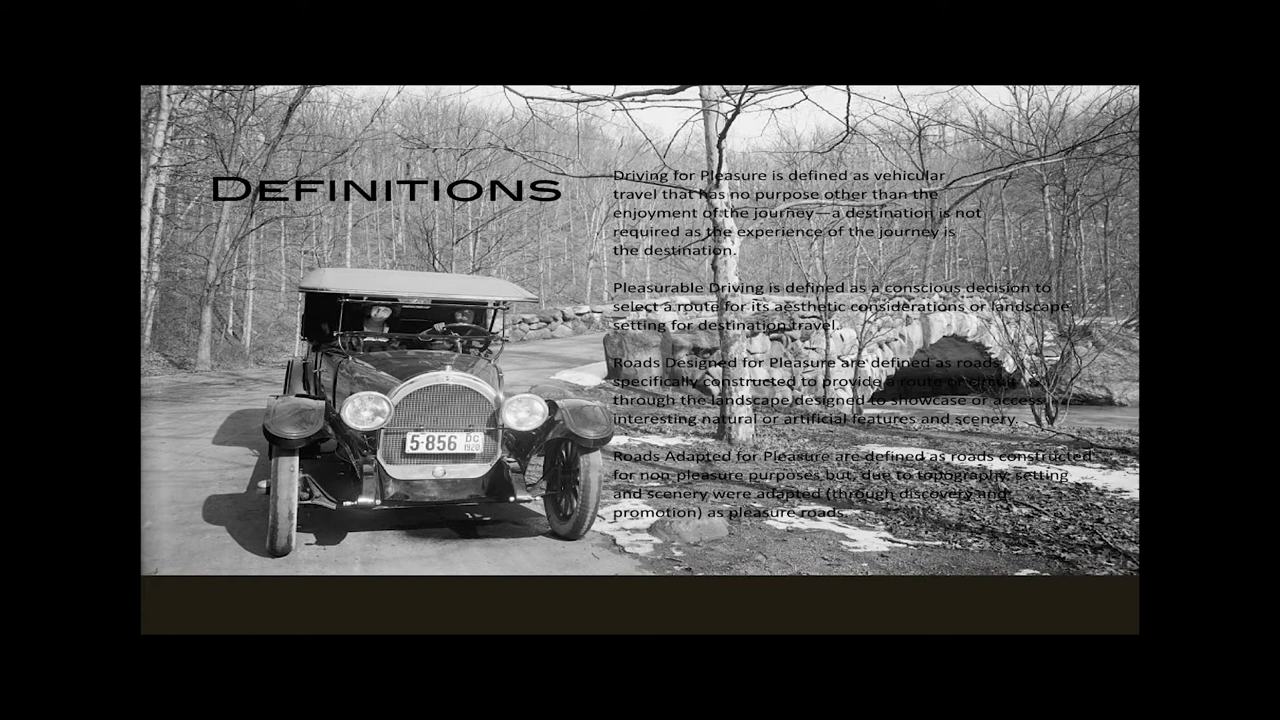 DEFINITIONS
Driving for Pleasure is defined as vehicular
travel that has no purpose other than the
enjoyment of the journey—a destination is not
required as the experience of the journey is
the destination.
Pleasurable Driving is defined as a conscious decision to
select a route for its aesthetic considerations or landscape
setting for destination travel.
Roads Designed for Pleasure are defined as roads
specifically constructed to provide a route or circuit
through the landscape designed to showcase or access
interesting natural or artificial features and scenery.
Roads Adapted for Pleasure are defined as roads constructed
for non-pleasure purposes but, due to topography, setting
and scenery were adapted (through discovery and
promotion) as pleasure roads
5-856 DC
1920